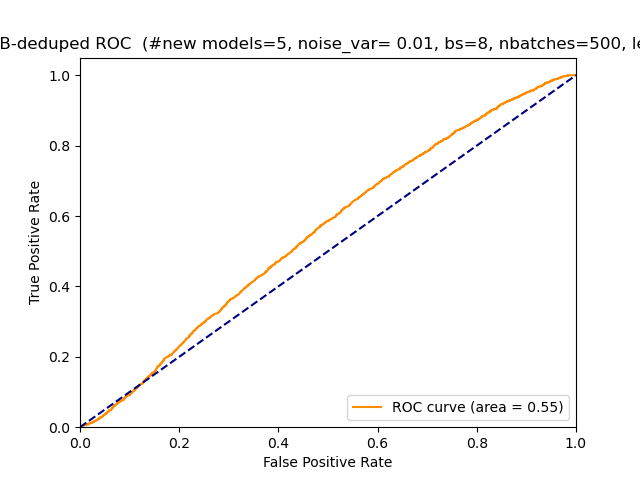 B-deduped ROC (#new models=5, noise_var= 0.01, bs=8, nbatches=500, le
1.0
0.8
0.6
0.4
0.2
0.0
True Positive Rate
0.0 0.2 0.4 0.6 0.8 1.0
False Positive Rate
ROC curve (area = 0.55)